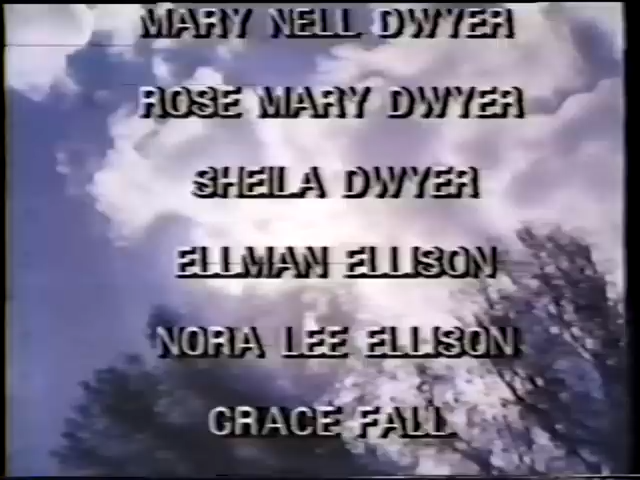 MARY NELL DWYER
ROSE MARY DWYER
SHEILA DWYER
ELLMAN ELLISON
NORA LEE ELLISON
GRACE FALL